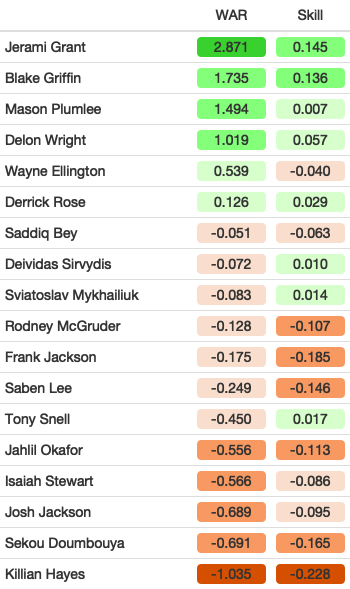 WAR Skill
Jerami Grant 2.871 0.145
Blake Griffin 1.735 0.136
Mason Plumlee 1.494 0.007
Delon Wright 1.019 0.057
Wayne Ellington 0.539 -0.040
Derrick Rose 0.126 0.029
Saddiq Bey -0.051 -0.063
Deividas Sirvydis -0.072 0.010
Sviatoslav Mykhailiuk -0.083 0.014
Rodney McGruder -0.128 -0.107
Frank Jackson -0.175 -0.185
Saben Lee -0.249 -0.146
Tony Snell -0.450 0.017
Jahlil Okafor -0.556 -0.113
Isaiah Stewart -0.566 -0.086
Josh Jackson -0.689 -0.095
Sekou Doumbouya -0.691 -0.165
Killian Hayes -1.035 -0.228